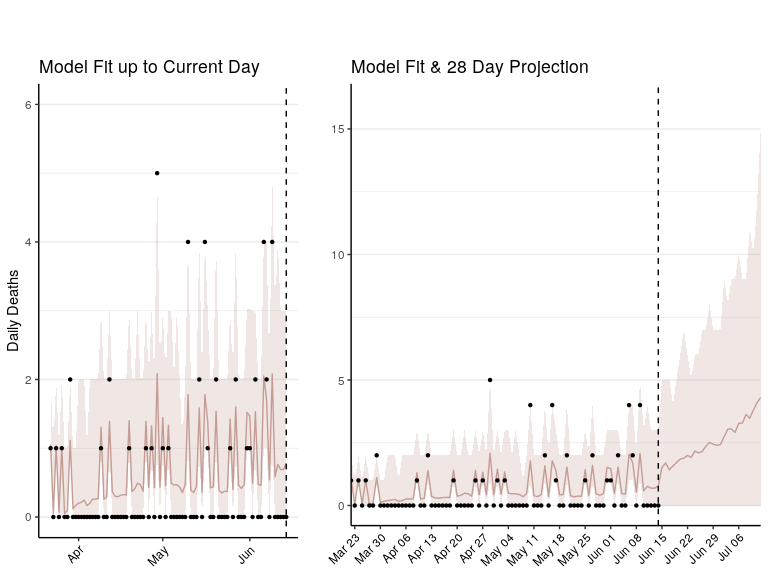 Model Fit up to Current Day
Model Fit & 28 Day Projection
Daily Deaths
6
4
2
0
Apr
May
Jun
15
10
5
0
Mar 23
Mar 30
Apr 06
Apr 13
Apr 20
Apr 27
May 04
May 11
May 18
May 25
Jun 01
Jun 08
Jun 15
Jun 22
Jun 29
Jul 06